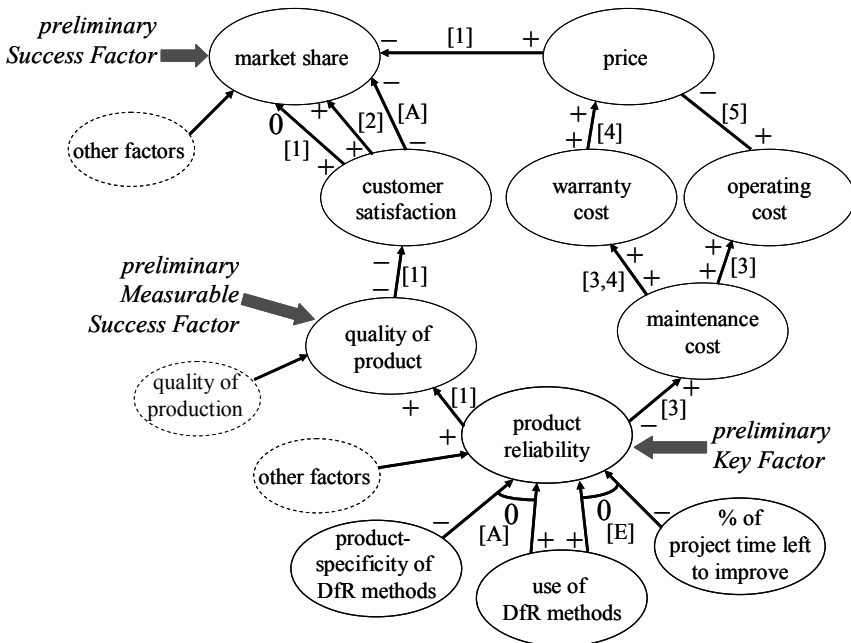 preliminary
Success Factor
market share
−
[1]
+
price
other factors
0
+
−
[1]
[2]
[A]
+
+
−
+
+
[4]
−
[5]
+
customer
satisfaction
warranty
cost
operating
cost
−
−
[1]
+
+
[3,4]
+
+
[3]
preliminary
Measurable
Success Factor
quality of
product
maintenance
cost
quality of
production
+
[1]
+
+
[3]
−
product
reliability
preliminary
Key Factor
other factors
−
0
[A]
+
0
[E]
+
−
product-
specificity of
DfR methods
use of
DfR methods
% of
project time left
to improve